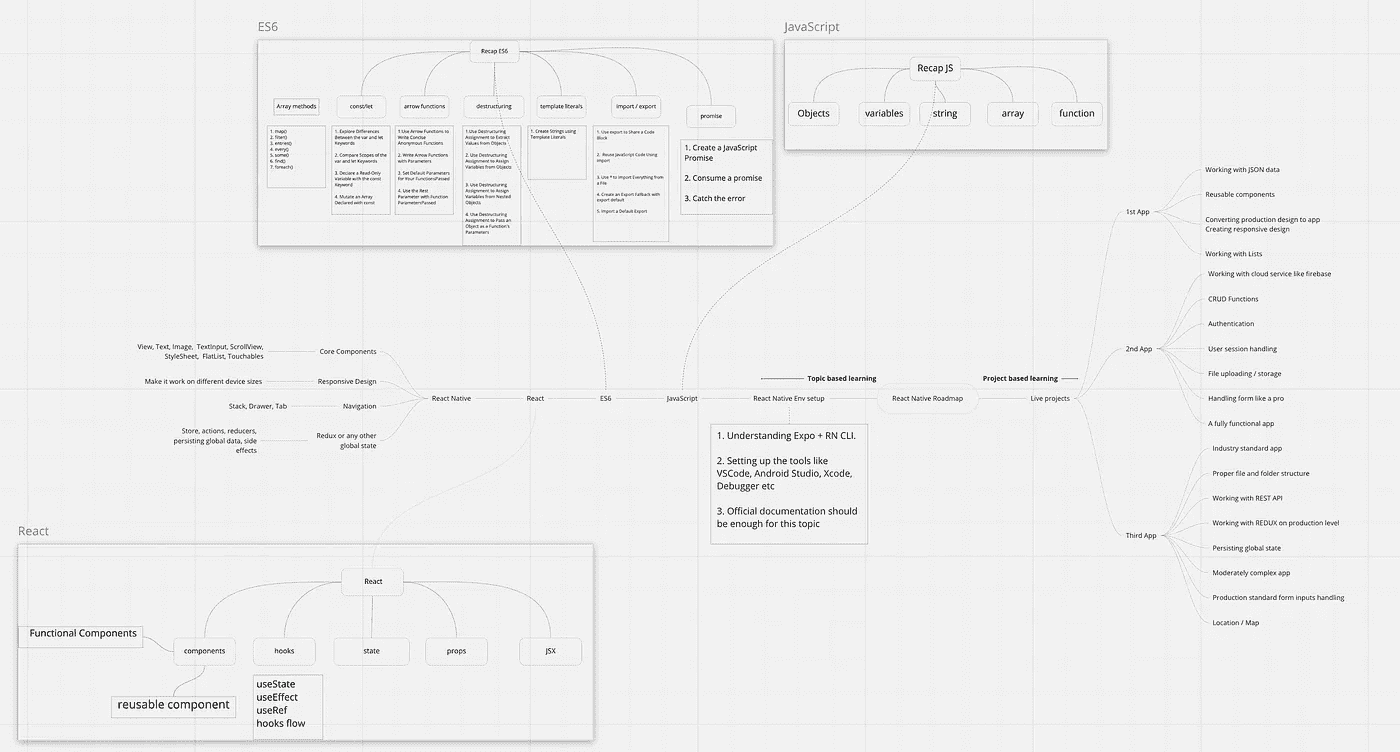 ES6
Recap ES6
Array methods
const/let
arrow functions
destructuring
template literals
import / export
promise
1. map()
2. filter()
3. entries()
4. every()
5. some()
6. find()
7. foreach()
1. Explore Differences
Between the var and let
Keywords
2. Compare Scopes of the
var and let Keywords
3. Declare a Read-Only
Variable with the const
Keyword
4. Mutate an Array
Declared with const
1 Use Arrow Functions to
Write Concise
Anonymous Functions
2. Write Arrow Functions
with Parameters
3. Set Default Parameters
for Your FunctionsPassed
4. Use the Rest
Parameter with Function
ParametersPassed
1.Use Destructuring
Assignment to Extract
Values from Objects
2. Use Destructuring
Assignment to Assign
Variables from Objects
3. Use Destructuring
Assignment to Assign
Variables from Nested
Objects
4. Use Destructuring
Assignment to Pass an
Object as a Function's
Parameters
1. Create Strings using
Template Literals
1. Use export to Share a Code
Block
2. Reuse JavaScript Code Using
import
3. Use * to Import Everything from
a File
4. Create an Export Fallback with
export default
5. Import a Default Export
1. Create a JavaScript
Promise
2. Consume a promise
3. Catch the error
JavaScript
Recap JS
Objects
variables
string
array
function
View, Text, Image, TextInput, ScrollView,
StyleSheet, FlatList, Touchables
Core Components
Make it work on different device sizes
Responsive Design
Stack, Drawer, Tab
Navigation
Store, actions, reducers,
persisting global data, side
effects
Redux or any other
global state
React Native
React
ES6
JavaScript
Topic based learning
React Native Env setup
React Native Roadmap
Project based learning
Live projects
1. Understanding Expo + RN CLI.
2. Setting up the tools like
VSCode, Android Studio, Xcode,
Debugger etc
3. Official documentation should
be enough for this topic
1st App
Working with JSON data
Reusable components
Converting production design to app
Creating responsive design
Working with Lists
2nd App
Working with cloud service like firebase
CRUD Functions
Authentication
User session handling
File uploading / storage
Handling form like a pro
A fully functional app
Third App
Industry standard app
Proper file and folder structure
Working with REST API
Working with REDUX on production level
Persisting global state
Moderately complex app
Production standard form inputs handling
Location / Map
React
React
Functional Components
components
hooks
state
props
JSX
reusable component
useState
useEffect
useRef
hooks flow